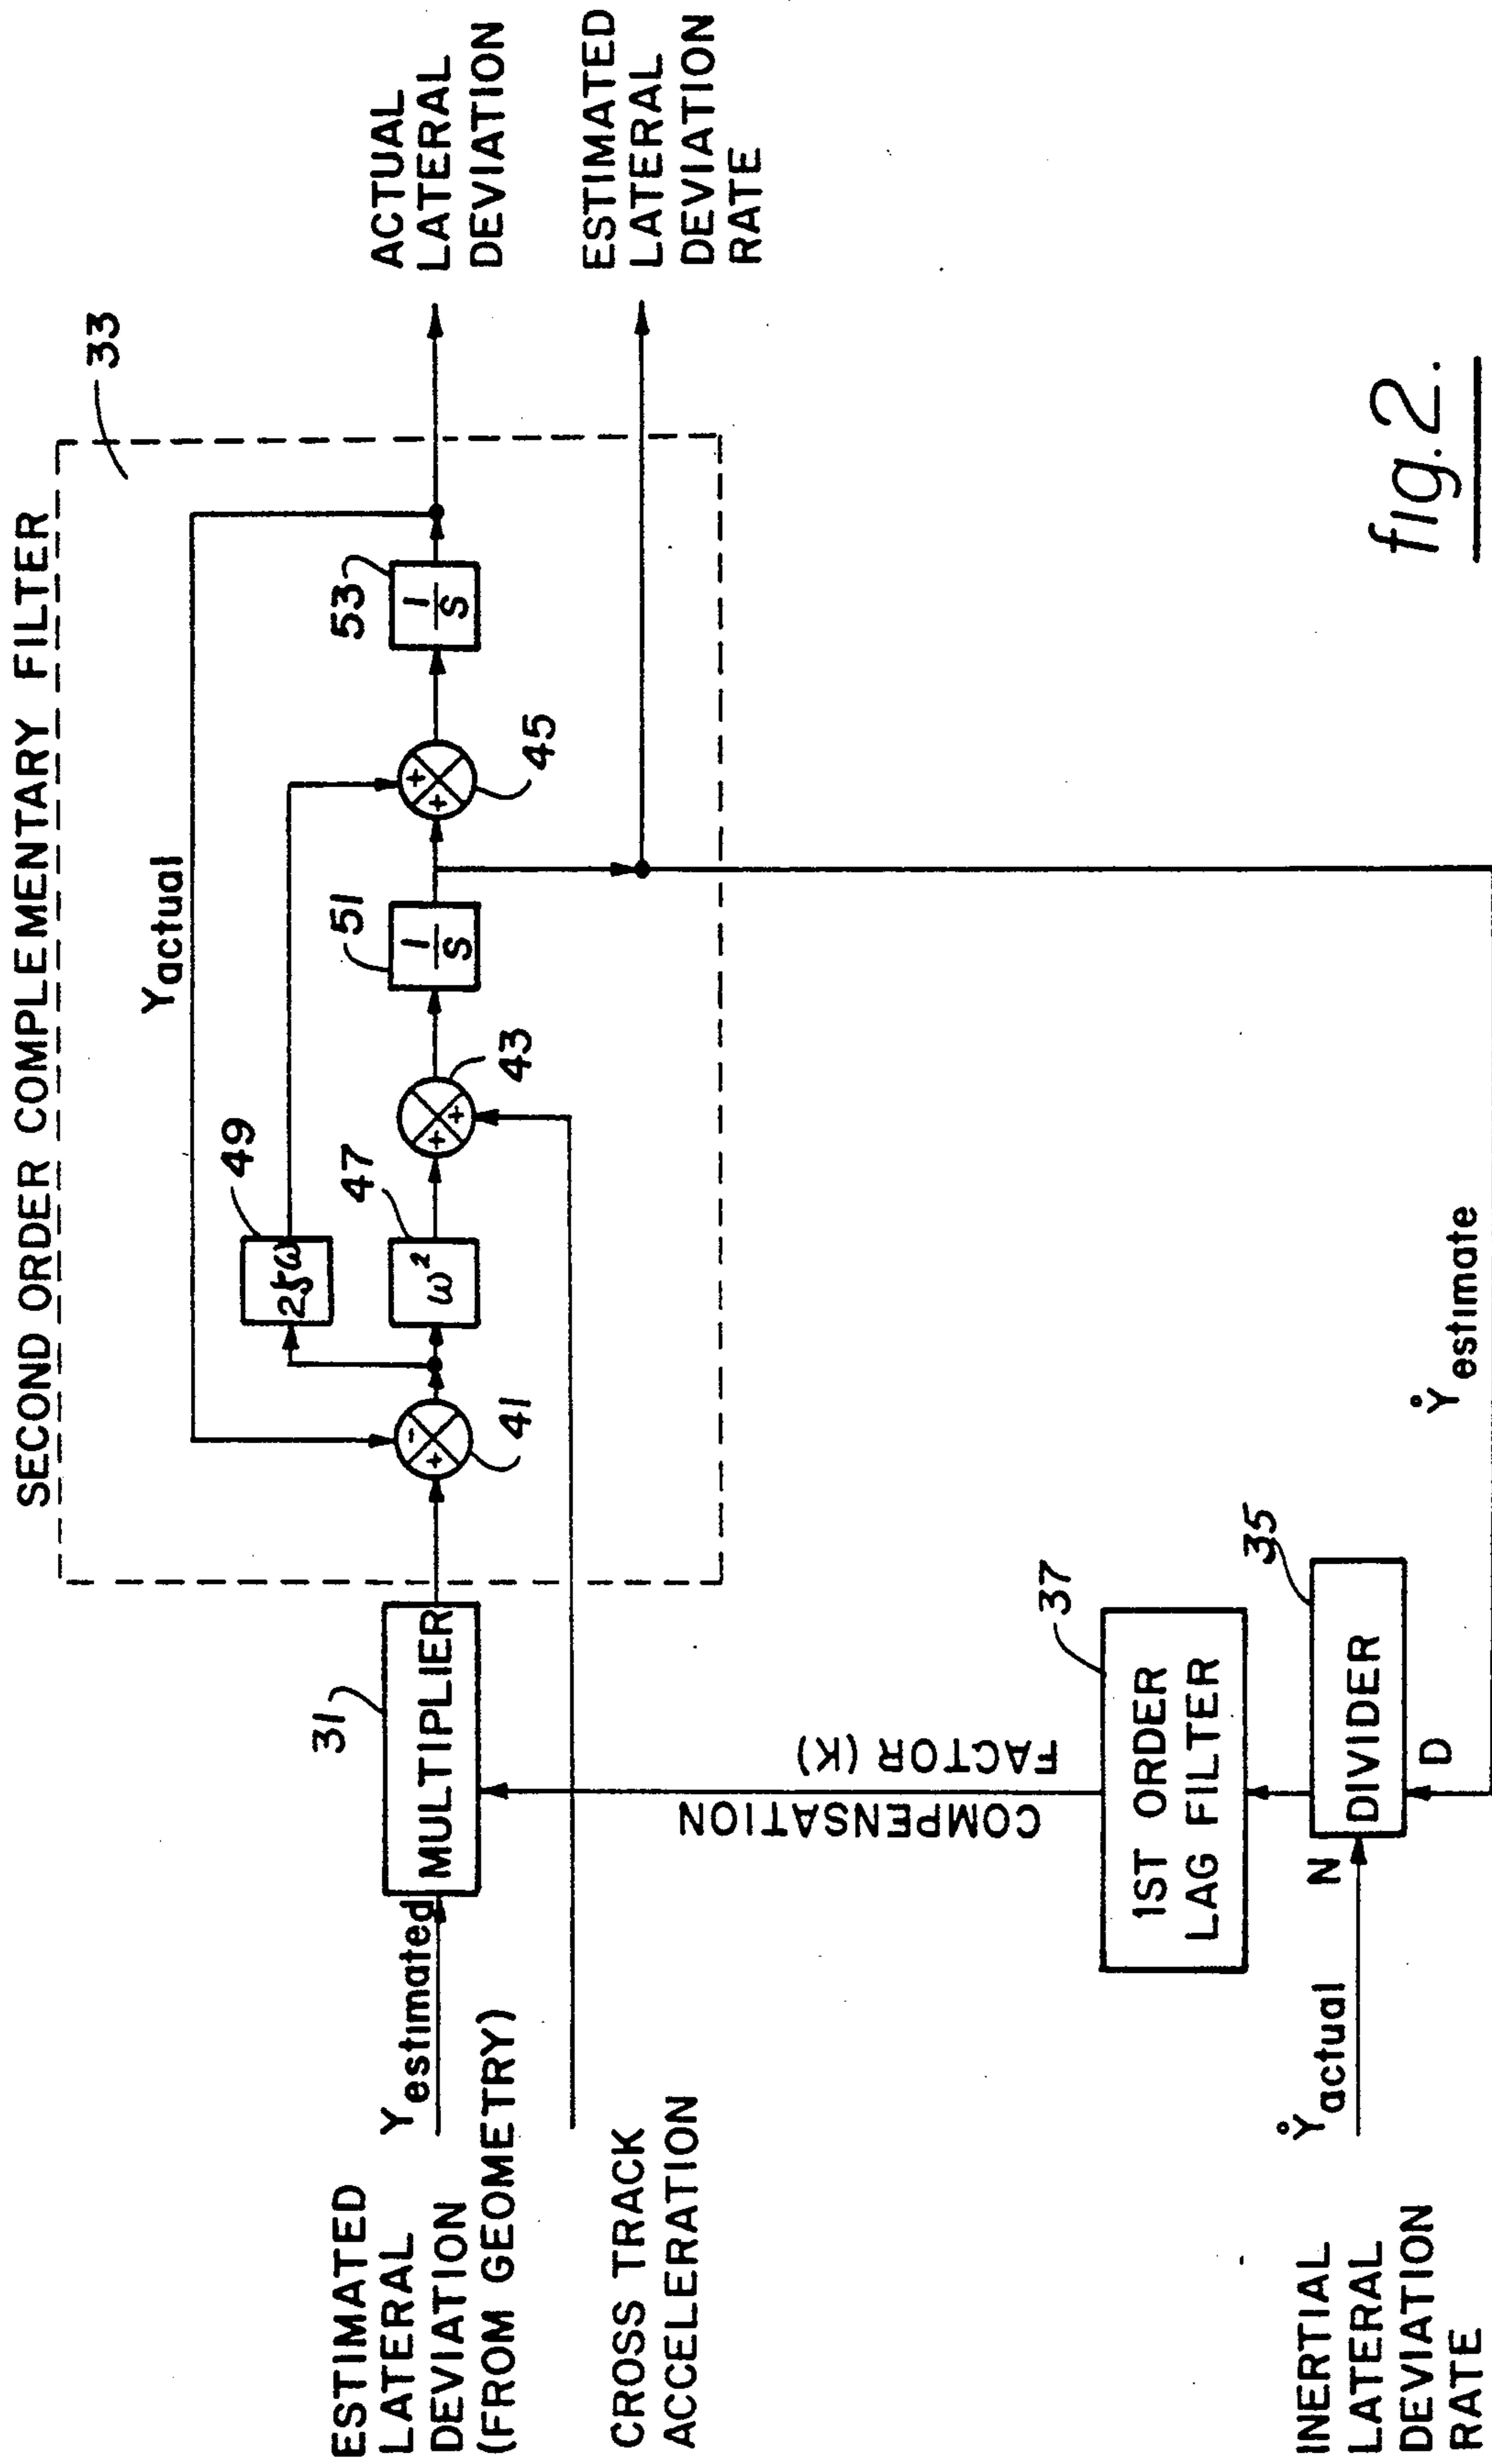 SECOND ORDER COMPLEMENTARY FILTER
33
Yactual
49
2ζω
47
ω²
41
-
+
43
+
+
51
1
S
45
+
+
53
1
S
ACTUAL
LATERAL
DEVIATION
ESTIMATED
LATERAL
DEVIATION
RATE
31
MULTIPLIER
Yestimated
ESTIMATED
LATERAL
DEVIATION
(FROM GEOMETRY)
CROSS TRACK
ACCELERATION
COMPENSATION
FACTOR (K)
37
1ST ORDER
LAG FILTER
35
DIVIDER
N
D
Ẏactual
Ẏestimate
INERTIAL
LATERAL
DEVIATION
RATE
fig.2.